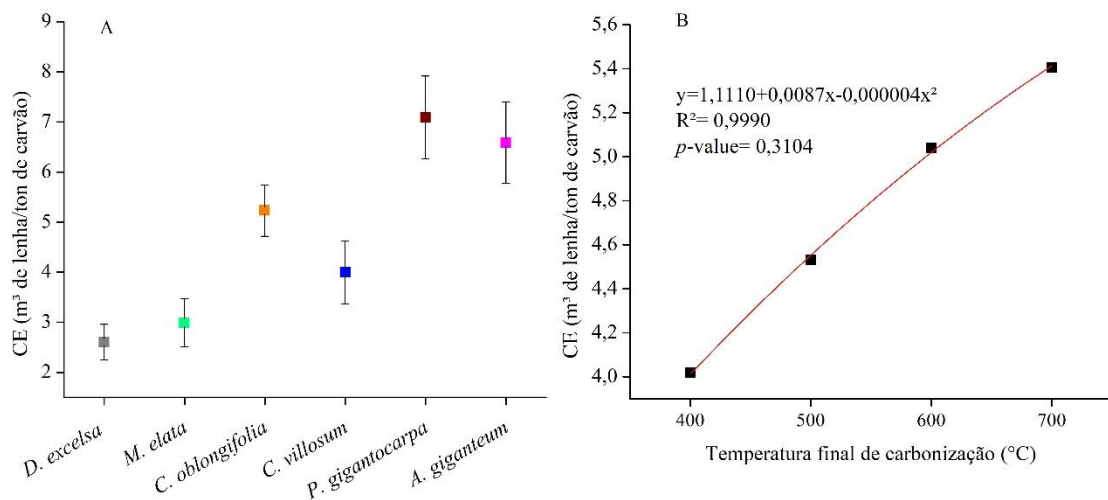 A
CE (m³ de lenha/ton de carvão)
9
8
7
6
5
4
3
2
D. excelsa
M. elata
C. oblongifolia
C. villosum
P. gigantocarpa
A. giganteum
B
CE (m³ de lenha/ton de carvão)
5,6
5,4
5,2
5,0
4,8
4,6
4,4
4,2
4,0
y=1,1110+0,0087x-0,000004x²
R²= 0,9990
p-value= 0,3104
400
500
600
700
Temperatura final de carbonização (°C)